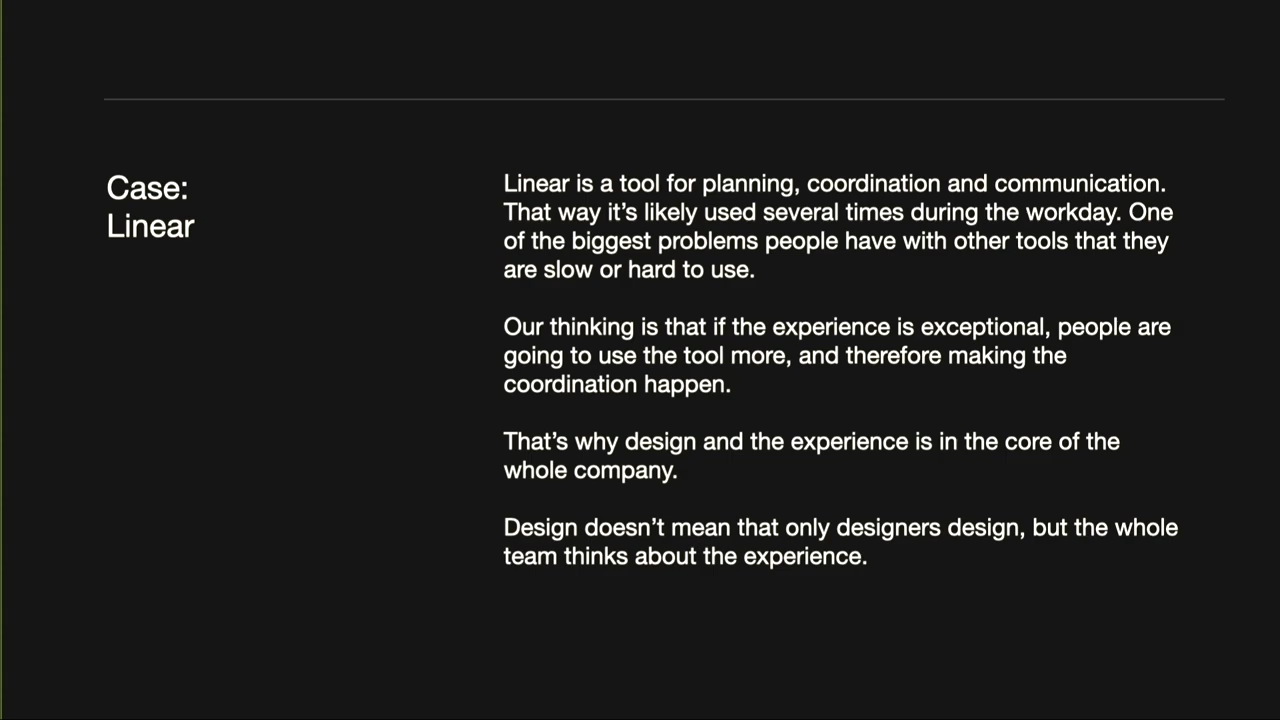 Case:
Linear
Linear is a tool for planning, coordination and communication.
That way it’s likely used several times during the workday. One
of the biggest problems people have with other tools that they
are slow or hard to use.
Our thinking is that if the experience is exceptional, people are
going to use the tool more, and therefore making the
coordination happen.
That’s why design and the experience is in the core of the
whole company.
Design doesn’t mean that only designers design, but the whole
team thinks about the experience.